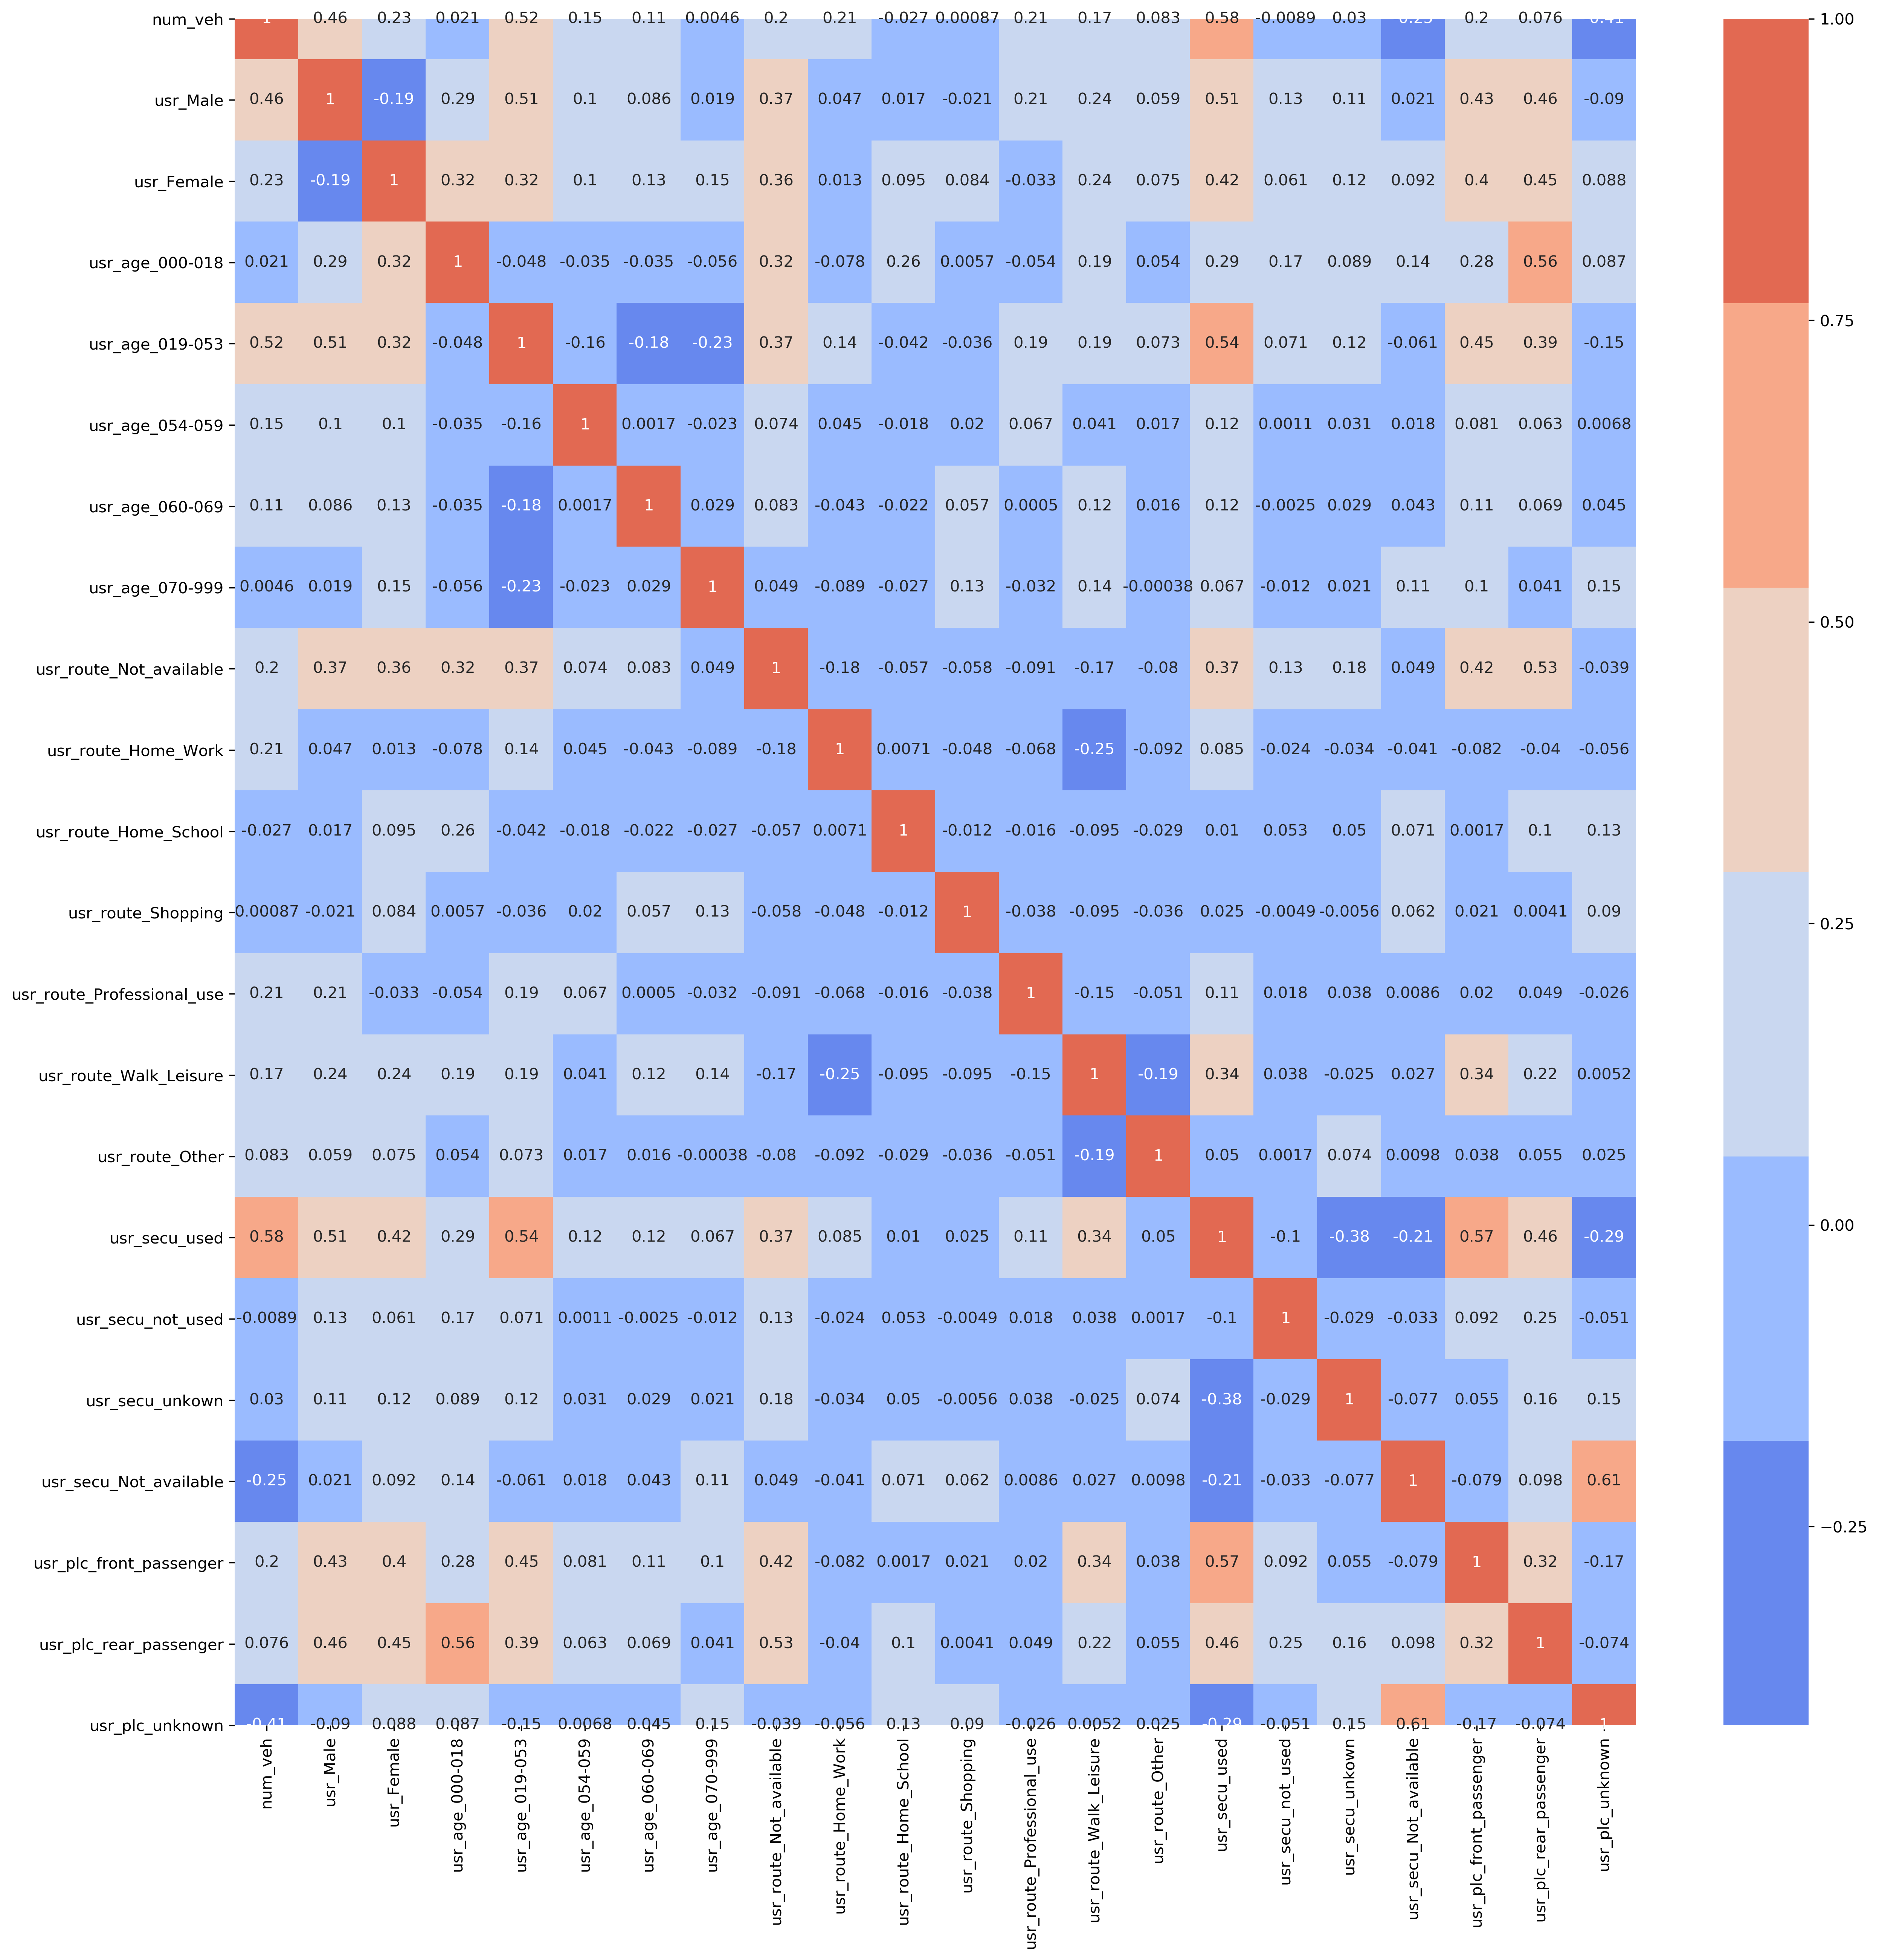 num_veh 1 0.46 0.23 0.021 0.52 0.15 0.11 0.0046 0.2 0.21 -0.027 0.00087 0.21 0.17 0.083 0.58 -0.0089 0.03 -0.25 0.2 0.076 -0.41
usr_Male 0.46 1 -0.19 0.29 0.51 0.1 0.086 0.019 0.37 0.047 0.017 -0.021 0.21 0.24 0.059 0.51 0.13 0.11 0.021 0.43 0.46 -0.09
usr_Female 0.23 -0.19 1 0.32 0.32 0.1 0.13 0.15 0.36 0.013 0.095 0.084 -0.033 0.24 0.075 0.42 0.061 0.12 0.092 0.4 0.45 0.088
usr_age_000-018 0.021 0.29 0.32 1 -0.048 -0.035 -0.035 -0.056 0.32 -0.078 0.26 0.0057 -0.054 0.19 0.054 0.29 0.17 0.089 0.14 0.28 0.56 0.087
usr_age_019-053 0.52 0.51 0.32 -0.048 1 -0.16 -0.18 -0.23 0.37 0.14 -0.042 -0.036 0.19 0.19 0.073 0.54 0.071 0.12 -0.061 0.45 0.39 -0.15
usr_age_054-059 0.15 0.1 0.1 -0.035 -0.16 1 0.0017 -0.023 0.074 0.045 -0.018 0.02 0.067 0.041 0.017 0.12 0.0011 0.031 0.018 0.081 0.063 0.0068
usr_age_060-069 0.11 0.086 0.13 -0.035 -0.18 0.0017 1 0.029 0.083 -0.043 -0.022 0.057 0.0005 0.12 0.016 0.12 -0.0025 0.029 0.043 0.11 0.069 0.045
usr_age_070-999 0.0046 0.019 0.15 -0.056 -0.23 -0.023 0.029 1 0.049 -0.089 -0.027 0.13 -0.032 0.14 -0.00038 0.067 -0.012 0.021 0.11 0.1 0.041 0.15
usr_route_Not_available 0.2 0.37 0.36 0.32 0.37 0.074 0.083 0.049 1 -0.18 -0.057 -0.058 -0.091 -0.17 -0.08 0.37 0.13 0.18 0.049 0.42 0.53 -0.039
usr_route_Home_Work 0.21 0.047 0.013 -0.078 0.14 0.045 -0.043 -0.089 -0.18 1 0.0071 -0.048 -0.068 -0.25 -0.092 0.085 -0.024 -0.034 -0.041 -0.082 -0.04 -0.056
usr_route_Home_School -0.027 0.017 0.095 0.26 -0.042 -0.018 -0.022 -0.027 -0.057 0.0071 1 -0.012 -0.016 -0.095 -0.029 0.01 0.053 0.05 0.071 0.0017 0.1 0.13
usr_route_Shopping 0.00087 -0.021 0.084 0.0057 -0.036 0.02 0.057 0.13 -0.058 -0.048 -0.012 1 -0.038 -0.095 -0.036 0.025 -0.0049 -0.0056 0.062 0.021 0.0041 0.09
usr_route_Professional_use 0.21 0.21 -0.033 -0.054 0.19 0.067 0.0005 -0.032 -0.091 -0.068 -0.016 -0.038 1 -0.15 -0.051 0.11 0.018 0.038 0.0086 0.02 0.049 -0.026
usr_route_Walk_Leisure 0.17 0.24 0.24 0.19 0.19 0.041 0.12 0.14 -0.17 -0.25 -0.095 -0.095 -0.15 1 -0.19 0.34 0.038 -0.025 0.027 0.34 0.22 0.0052
usr_route_Other 0.083 0.059 0.075 0.054 0.073 0.017 0.016 -0.00038 -0.08 -0.092 -0.029 -0.036 -0.051 -0.19 1 0.05 0.0017 0.074 0.0098 0.038 0.055 0.025
usr_secu_used 0.58 0.51 0.42 0.29 0.54 0.12 0.12 0.067 0.37 0.085 0.01 0.025 0.11 0.34 0.05 1 -0.1 -0.38 -0.21 0.57 0.46 -0.29
usr_secu_not_used -0.0089 0.13 0.061 0.17 0.071 0.0011 -0.0025 -0.012 0.13 -0.024 0.053 -0.0049 0.018 0.038 0.0017 -0.1 1 -0.029 -0.033 0.092 0.25 -0.051
usr_secu_unkown 0.03 0.11 0.12 0.089 0.12 0.031 0.029 0.021 0.18 -0.034 0.05 -0.0056 0.038 -0.025 0.074 -0.38 -0.029 1 -0.077 0.055 0.16 0.15
usr_secu_Not_available -0.25 0.021 0.092 0.14 -0.061 0.018 0.043 0.11 0.049 -0.041 0.071 0.062 0.0086 0.027 0.0098 -0.21 -0.033 -0.077 1 -0.079 0.098 0.61
usr_plc_front_passenger 0.2 0.43 0.4 0.28 0.45 0.081 0.11 0.1 0.42 -0.082 0.0017 0.021 0.02 0.34 0.038 0.57 0.092 0.055 -0.079 1 0.32 -0.17
usr_plc_rear_passenger 0.076 0.46 0.45 0.56 0.39 0.063 0.069 0.041 0.53 -0.04 0.1 0.0041 0.049 0.22 0.055 0.46 0.25 0.16 0.098 0.32 1 -0.074
usr_plc_unknown -0.41 -0.09 0.088 0.087 -0.15 0.0068 0.045 0.15 -0.039 -0.056 0.13 0.09 -0.026 0.0052 0.025 -0.29 -0.051 0.15 0.61 -0.17 -0.074 1
num_veh
usr_Male
usr_Female
usr_age_000-018
usr_age_019-053
usr_age_054-059
usr_age_060-069
usr_age_070-999
usr_route_Not_available
usr_route_Home_Work
usr_route_Home_School
usr_route_Shopping
usr_route_Professional_use
usr_route_Walk_Leisure
usr_route_Other
usr_secu_used
usr_secu_not_used
usr_secu_unkown
usr_secu_Not_available
usr_plc_front_passenger
usr_plc_rear_passenger
usr_plc_unknown
1.00
0.75
0.50
0.25
0.00
−0.25